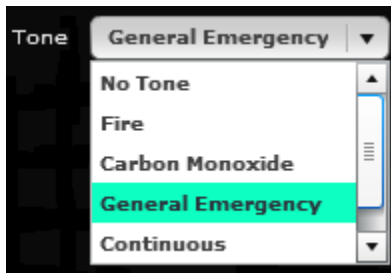 Tone General Emergency
No Tone
Fire
Carbon Monoxide
General Emergency
Continuous